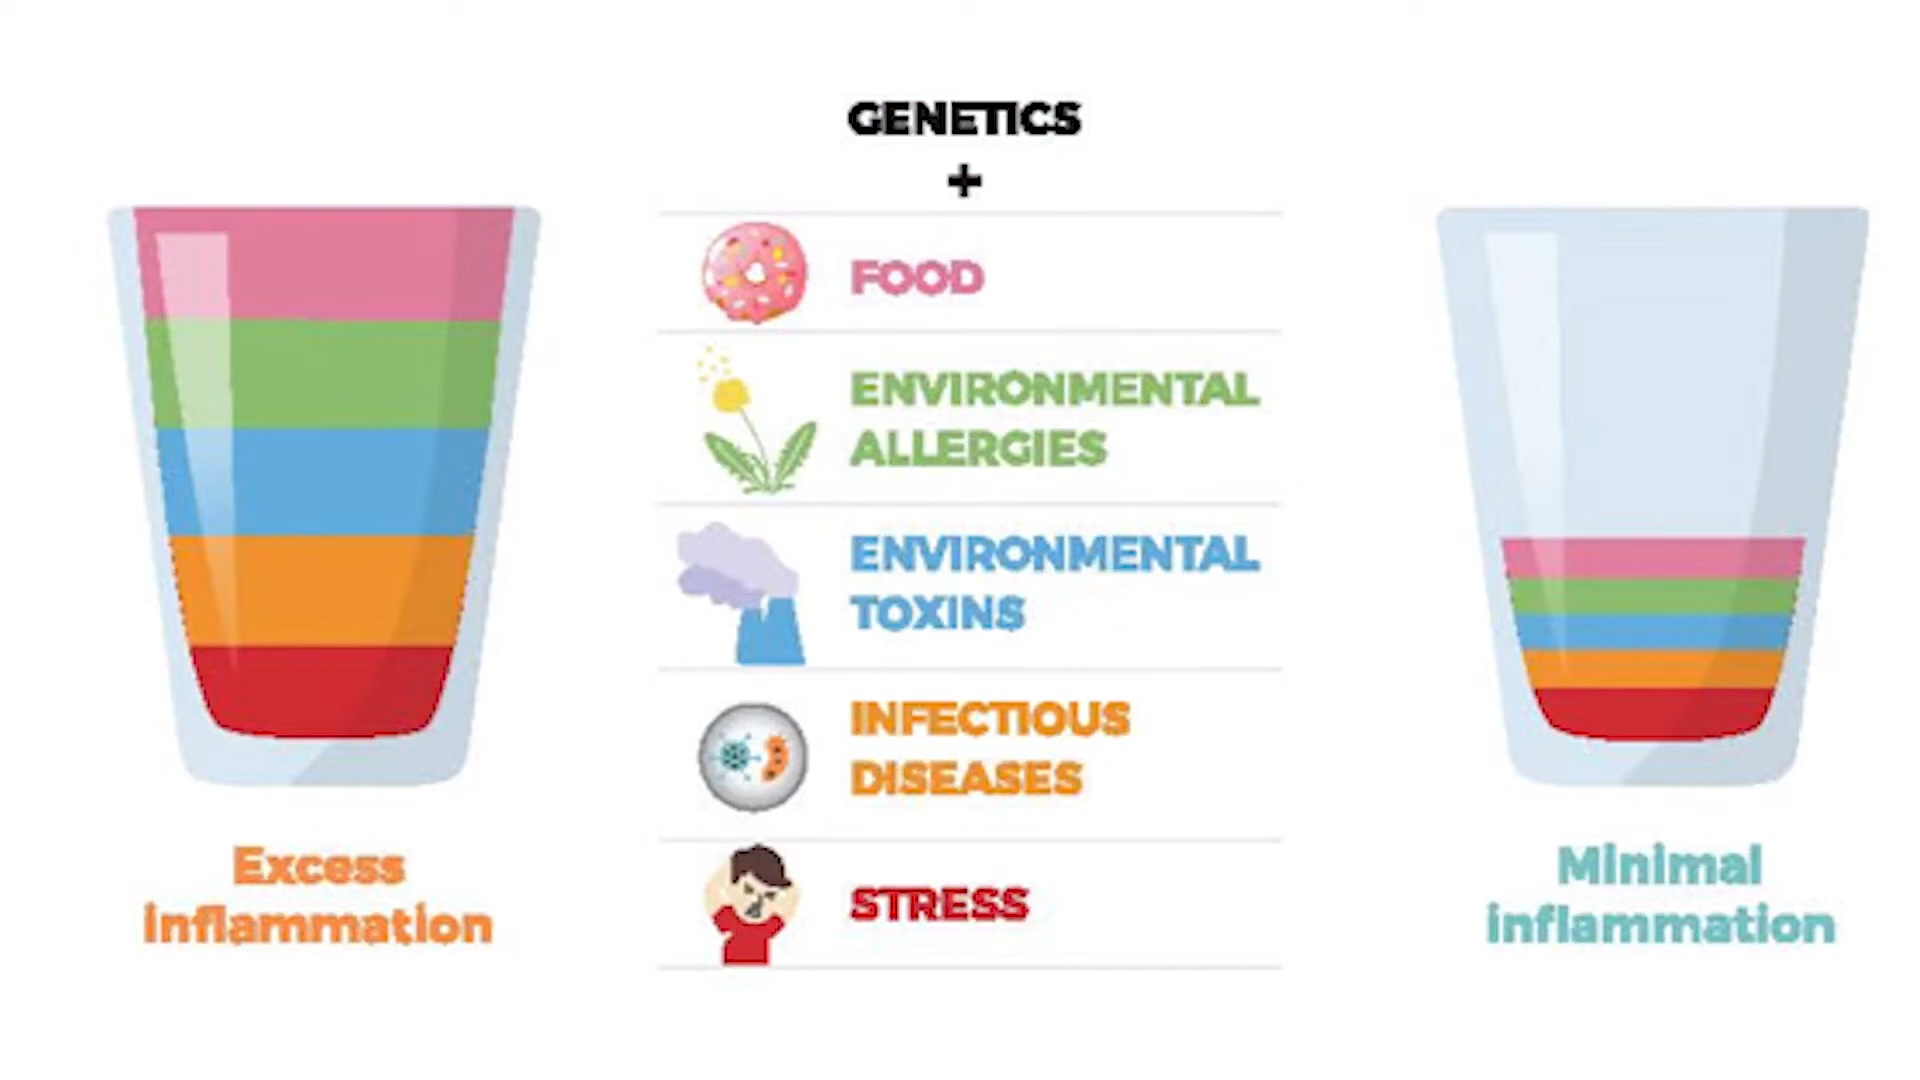 GENETICS
+
FOOD
ENVIRONMENTAL
ALLERGIES
ENVIRONMENTAL
TOXINS
INFECTIOUS
DISEASES
STRESS
Excess
inflammation
Minimal
inflammation